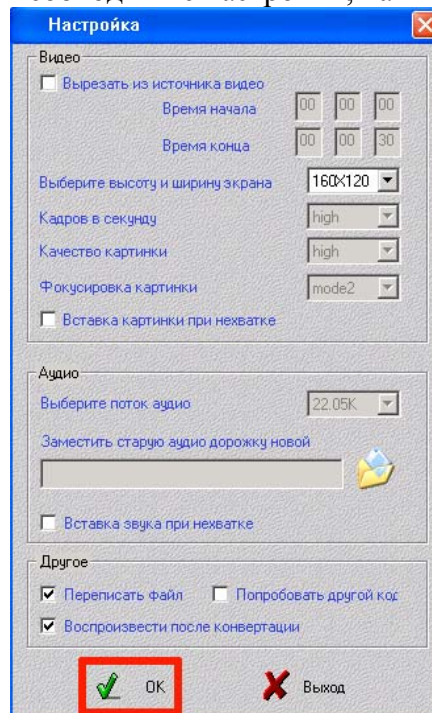 Настройка
Видео
Вырезать из источника видео
Время начала 00 00 00
Время конца 00 00 30
Выберите высоту и ширину экрана 160X120
Кадров в секунду high
Качество картинки high
Фокусировка картинки mode2
Вставка картинки при нехватке
Аудио
Выберите поток аудио 22.05K
Заместить старую аудио дорожку новой
Вставка звука при нехватке
Другое
Переписать файл Попробовать другой код
Воспроизвести после конвертации
OK Выход